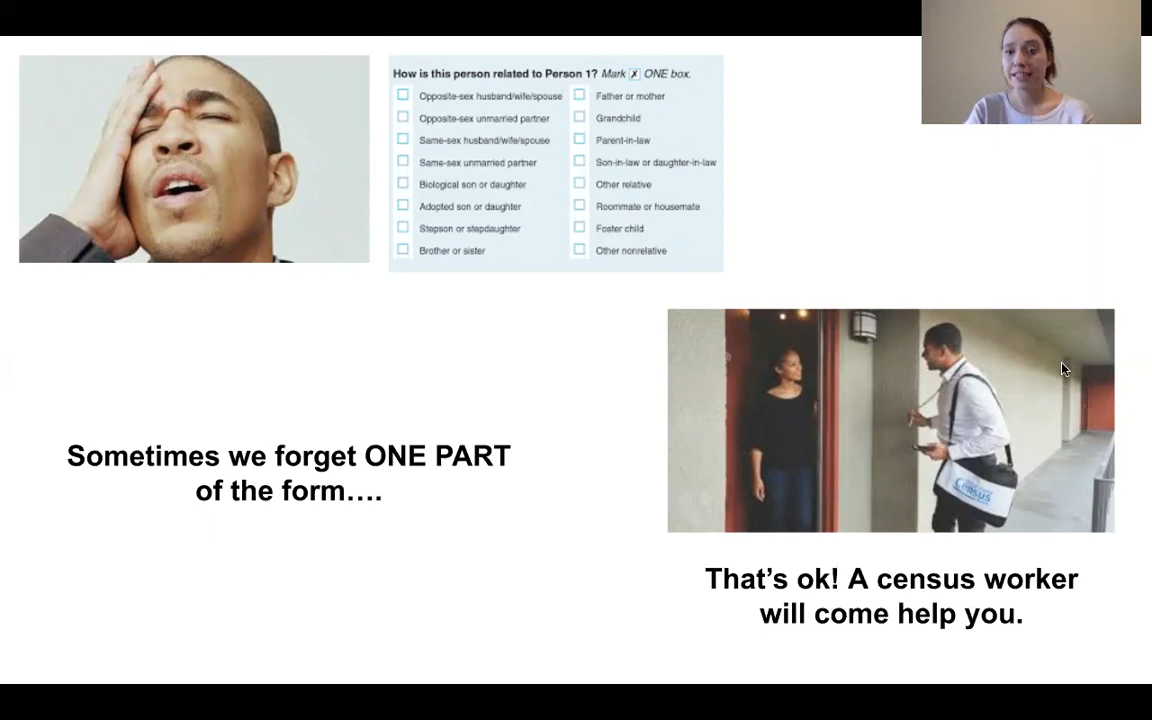 How is this person related to Person 1? Mark X ONE box.
Opposite-sex husband/wife/spouse
Opposite-sex unmarried partner
Same-sex husband/wife/spouse
Same-sex unmarried partner
Biological son or daughter
Adopted son or daughter
Stepson or stepdaughter
Brother or sister
Father or mother
Grandchild
Parent-in-law
Son-in-law or daughter-in-law
Other relative
Roommate or housemate
Foster child
Other nonrelative
Sometimes we forget ONE PART
of the form….
Census
That’s ok! A census worker
will come help you.